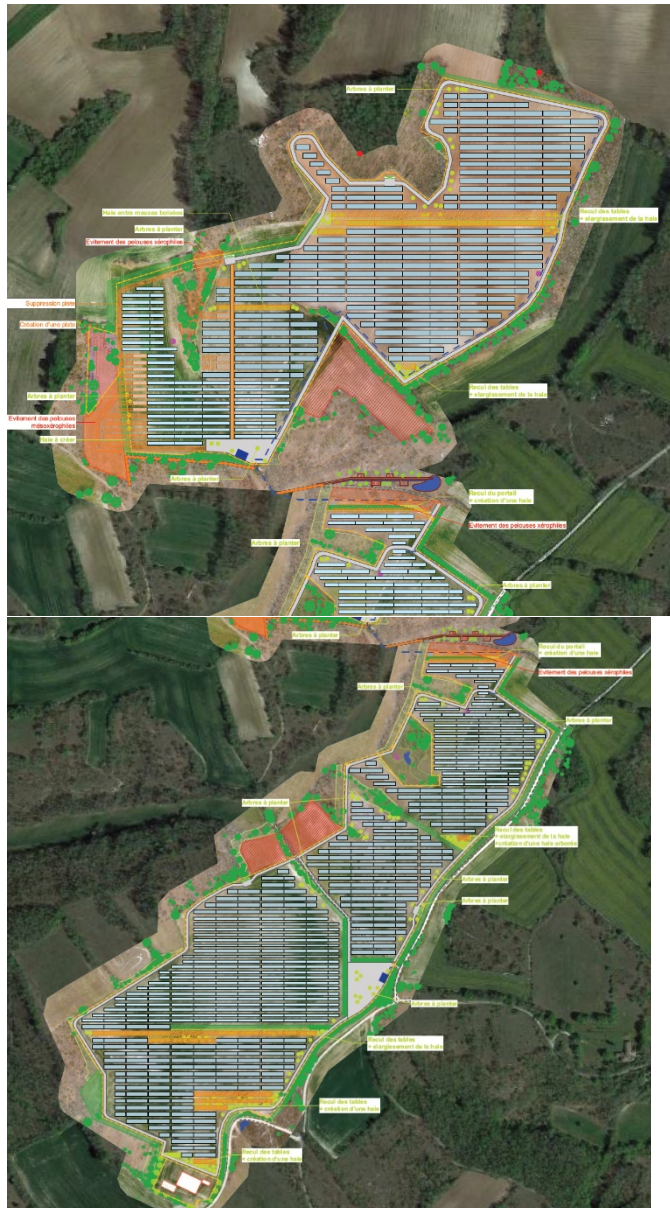 Arbres à planter
Haie entre masses boisées
Arbres à planter
Evitement des pelouses xérophiles
Recul des tables
= elargissement de la haie
Suppression piste
Création d'une piste
Arbres à planter
Evitement des pelouses
mésoxérophiles
Haie à créer
Recul des tables
= elargissement de la haie
Arbres à planter
Recul du portail
= création d'une haie
Evitement des pelouses xérophiles
Arbres à planter
Arbres à planter
Arbres à planter
Recul du portail
= création d'une haie
Evitement des pelouses xérophiles
Arbres à planter
Arbres à planter
Arbres à planter
Recul des tables
= elargissement de la haie
+création d'une haie arborée
Arbres à planter
Arbres à planter
Arbres à planter
Recul des tables
= elargissement de la haie
Recul des tables
= création d'une haie
Recul des tables
= création d'une haie